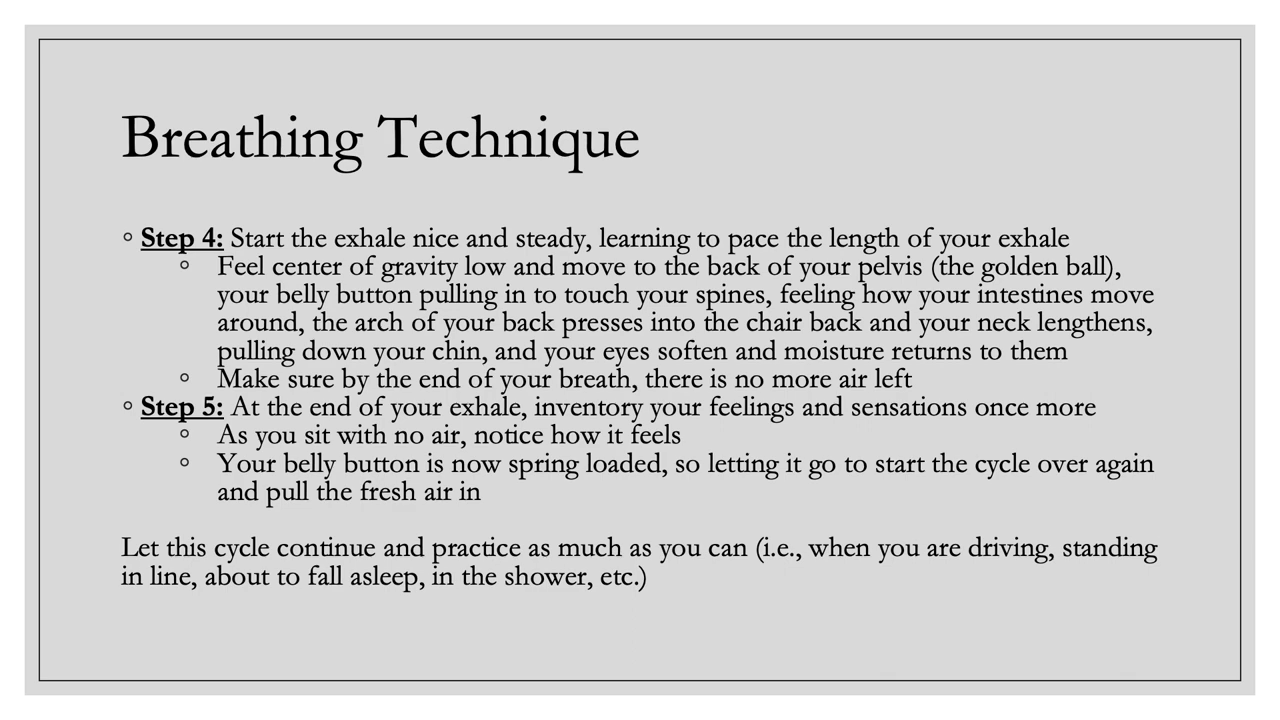 Breathing Technique
◦ Step 4: Start the exhale nice and steady, learning to pace the length of your exhale
◦ Feel center of gravity low and move to the back of your pelvis (the golden ball),
your belly button pulling in to touch your spines, feeling how your intestines move
around, the arch of your back presses into the chair back and your neck lengthens,
pulling down your chin, and your eyes soften and moisture returns to them
◦ Make sure by the end of your breath, there is no more air left
◦ Step 5: At the end of your exhale, inventory your feelings and sensations once more
◦ As you sit with no air, notice how it feels
◦ Your belly button is now spring loaded, so letting it go to start the cycle over again
and pull the fresh air in
Let this cycle continue and practice as much as you can (i.e., when you are driving, standing
in line, about to fall asleep, in the shower, etc.)